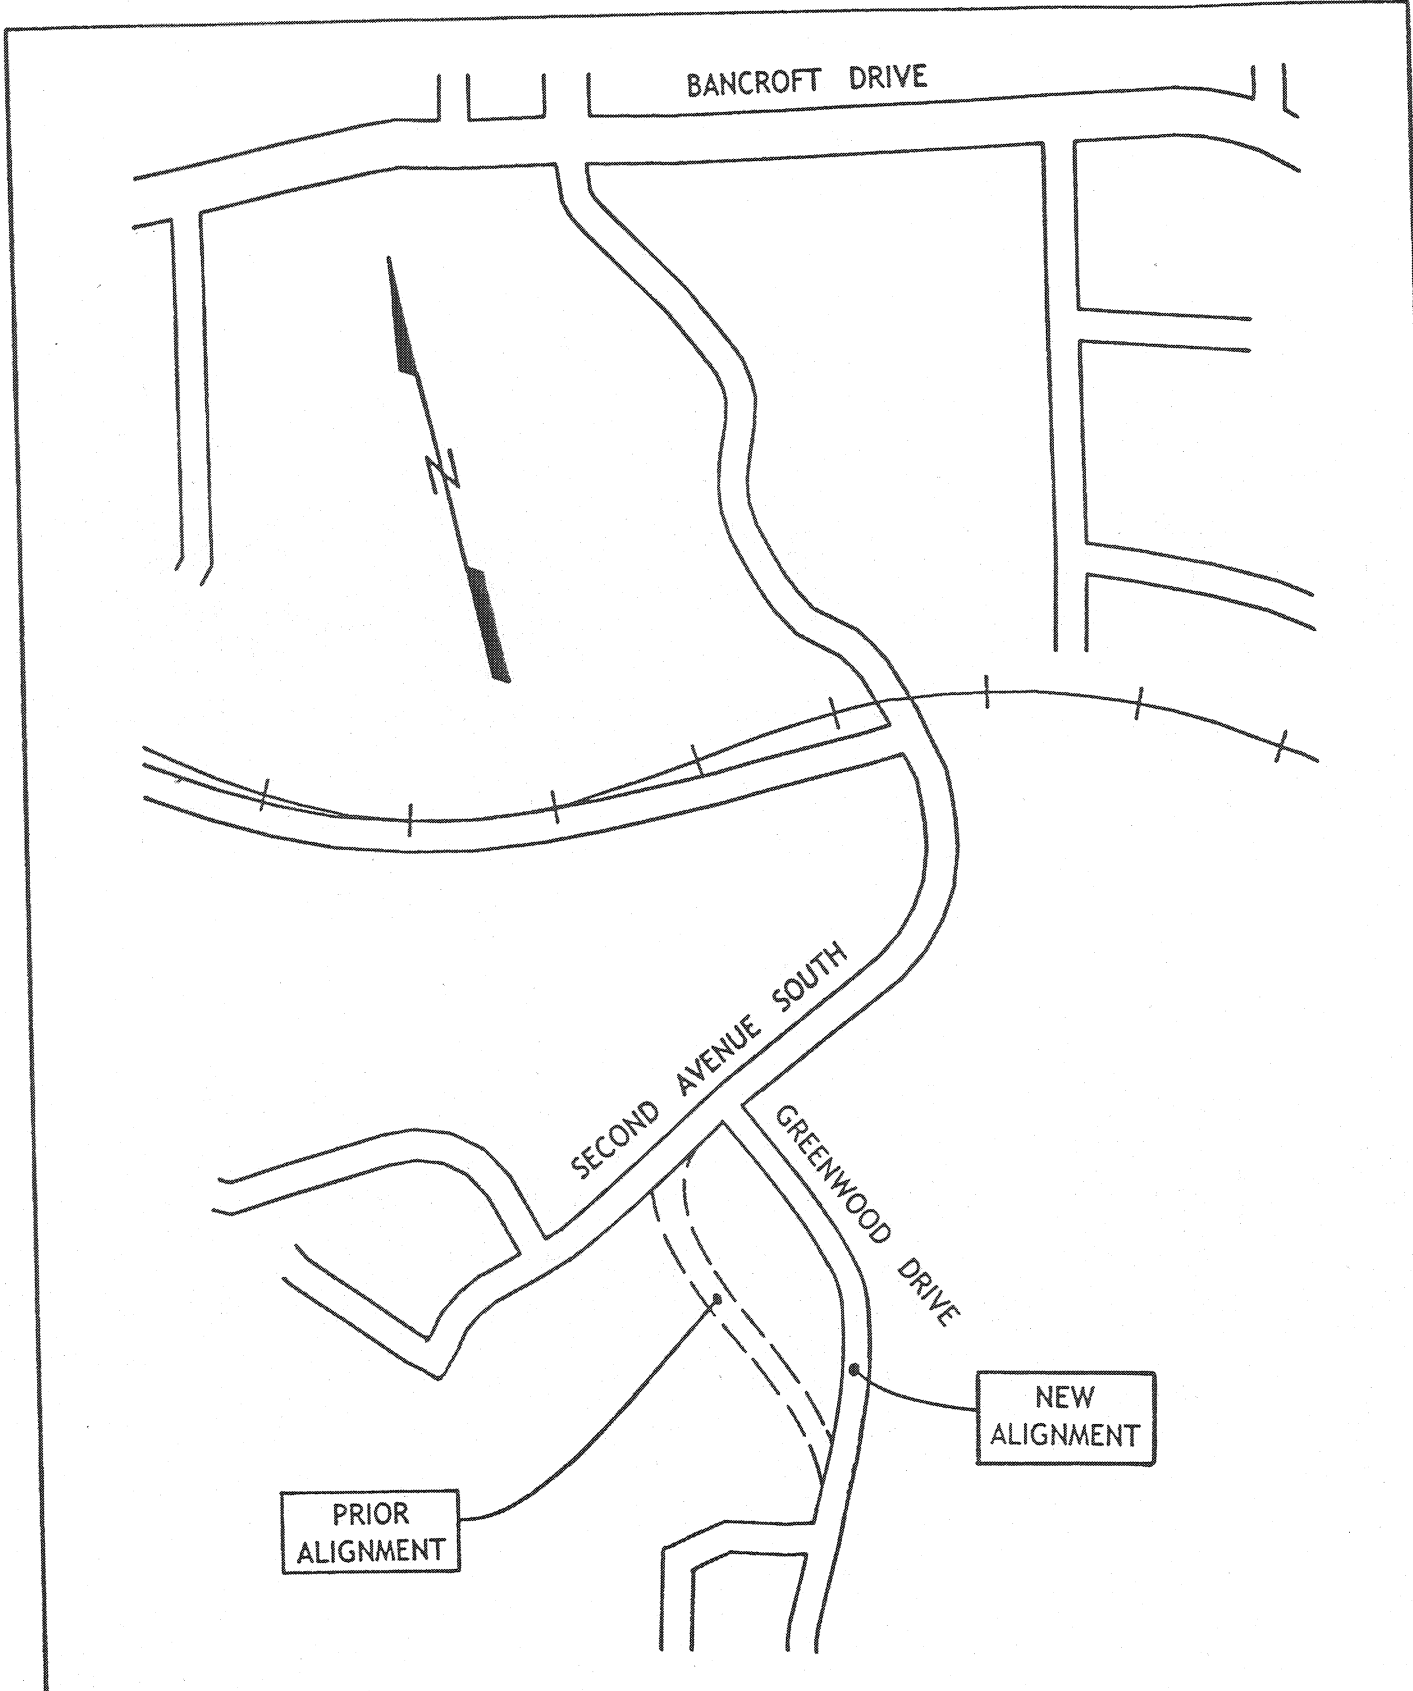 BANCROFT DRIVE
N
SECOND AVENUE SOUTH
GREENWOOD DRIVE
NEW
ALIGNMENT
PRIOR
ALIGNMENT